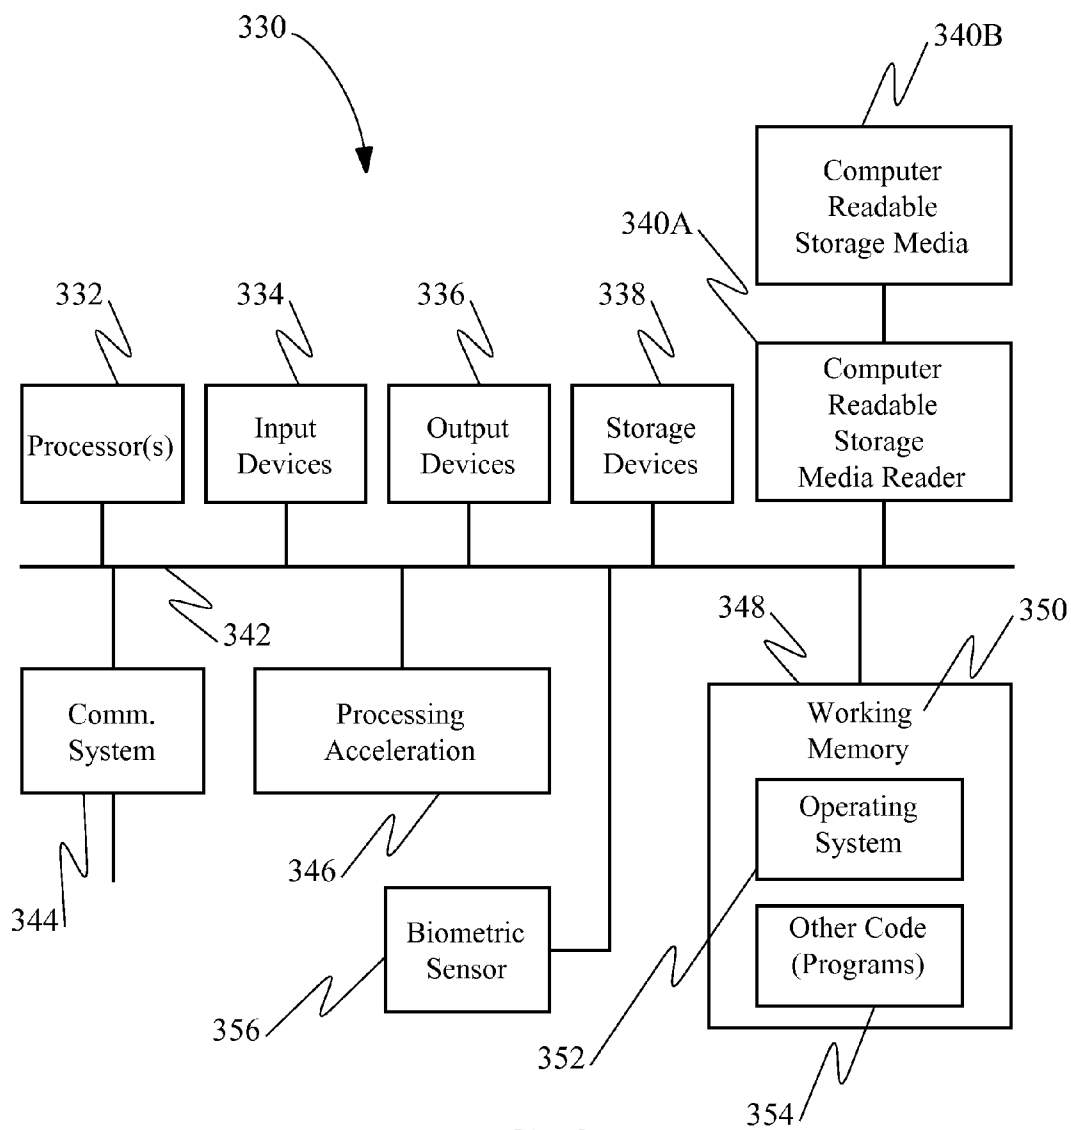 330
340B
Computer
Readable
Storage Media
340A
332
334
336
338
Processor(s)
Input
Devices
Output
Devices
Storage
Devices
Computer
Readable
Storage
Media Reader
342
348
350
Comm.
System
Processing
Acceleration
Working
Memory
Operating
System
344
346
Biometric
Sensor
Other Code
(Programs)
356
352
354